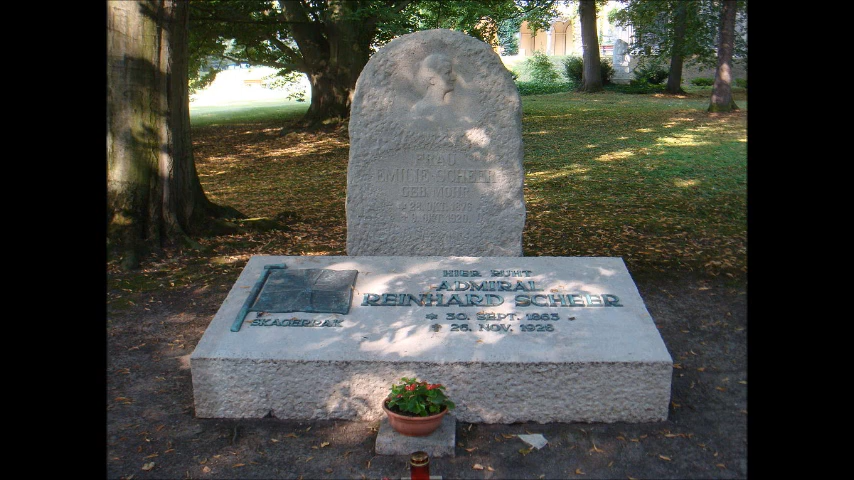 FRAU
EMILIE SCHEER
GEB. MOHR
HIER RUHT
ADMIRAL
REINHARD SCHEER
* 30. SEPT. 1863
† 26. NOV. 1928
SKAGERRAK